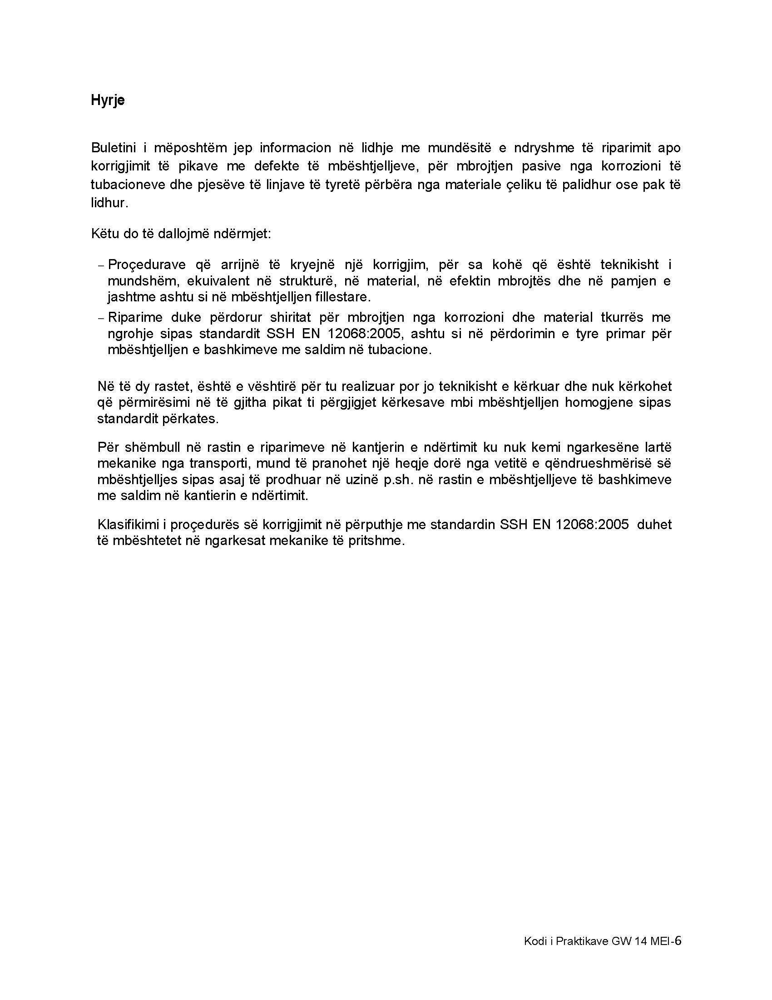 Hyrje
Buletini i mëposhtëm jep informacion në lidhje me mundësitë e ndryshme të riparimit apo
korrigjimit të pikave me defekte të mbështjelljeve, për mbrojtjen pasive nga korrozioni të
tubacioneve dhe pjesëve të linjave të tyretë përbëra nga materiale çeliku të palidhur ose pak të
lidhur.
Këtu do të dallojmë ndërmjet:
– Proçedurave që arrijnë të kryejnë një korrigjim, për sa kohë që është teknikisht i
mundshëm, ekuivalent në strukturë, në material, në efektin mbrojtës dhe në pamjen e
jashtme ashtu si në mbështjelljen fillestare.
– Riparime duke përdorur shiritat për mbrojtjen nga korrozioni dhe material tkurrës me
ngrohje sipas standardit SSH EN 12068:2005, ashtu si në përdorimin e tyre primar për
mbështjelljen e bashkimeve me saldim në tubacione.
Në të dy rastet, është e vështirë për tu realizuar por jo teknikisht e kërkuar dhe nuk kërkohet
që përmirësimi në të gjitha pikat ti përgjigjet kërkesave mbi mbështjelljen homogjene sipas
standardit përkates.
Për shëmbull në rastin e riparimeve në kantjerin e ndërtimit ku nuk kemi ngarkesëne lartë
mekanike nga transporti, mund të pranohet një heqje dorë nga vetitë e qëndrueshmërisë së
mbështjelljes sipas asaj të prodhuar në uzinë p.sh. në rastin e mbështjelljeve të bashkimeve
me saldim në kantierin e ndërtimit.
Klasifikimi i proçedurës së korrigjimit në përputhje me standardin SSH EN 12068:2005 duhet
të mbështetet në ngarkesat mekanike të pritshme.
Kodi i Praktikave GW 14 MEI-6